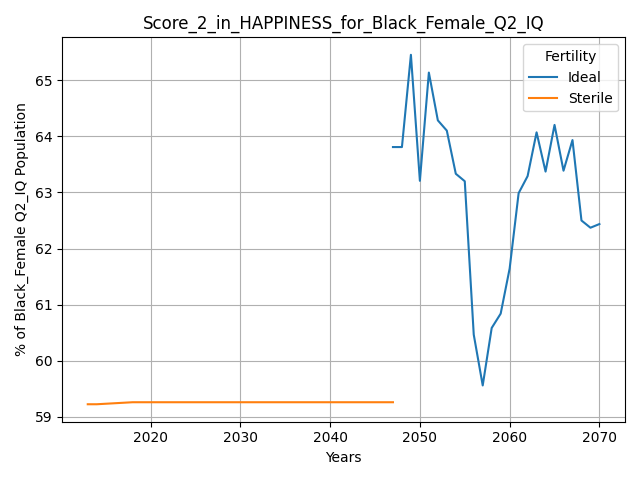 Score_2_in_HAPPINESS_for_Black_Female_Q2_IQ
% of Black_Female Q2_IQ Population
65
64
63
62
61
60
59
Fertility
Ideal
Sterile
2020 2030 2040 2050 2060 2070
Years